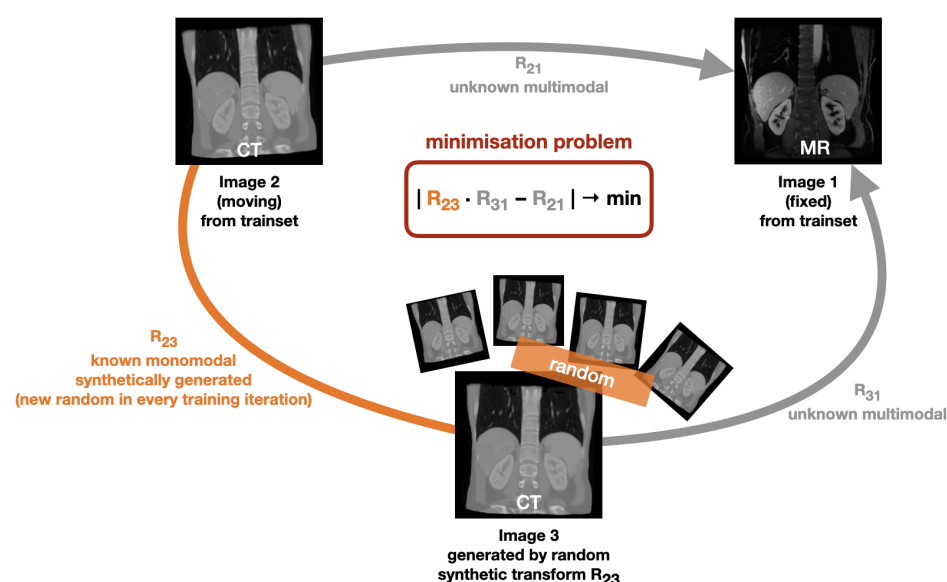 CT
Image 2
(moving)
from trainset
R21
unknown multimodal
MR
Image 1
(fixed)
from trainset
minimisation problem
| R23 · R31 – R21 | → min
R23
known monomodal
synthetically generated
(new random in every training iteration)
random
R31
unknown multimodal
CT
Image 3
generated by random
synthetic transform R23